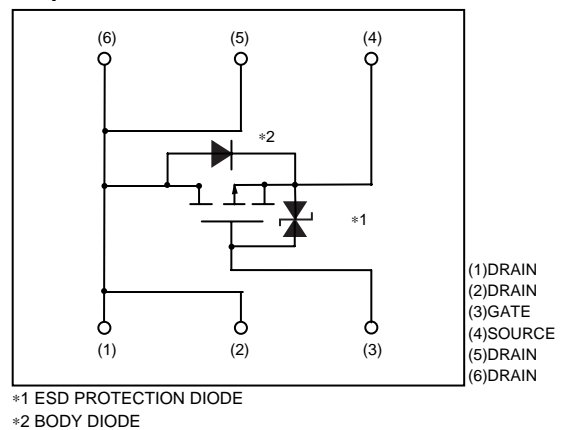 (6) (5) (4)
∗2
∗1
(1) (2) (3)
(1)DRAIN
(2)DRAIN
(3)GATE
(4)SOURCE
(5)DRAIN
(6)DRAIN
∗1 ESD PROTECTION DIODE
∗2 BODY DIODE